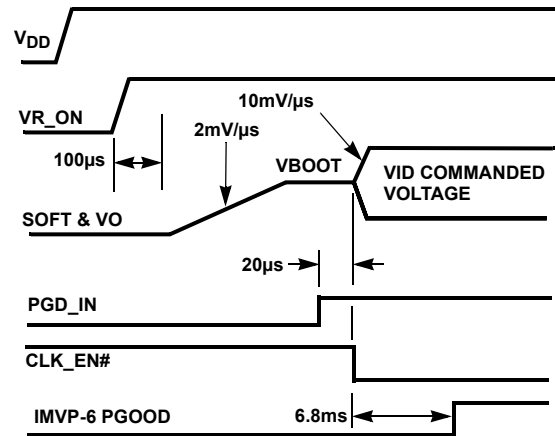 VDD
VR_ON
10mV/µs
2mV/µs
100µs
VBOOT
VID COMMANDED
VOLTAGE
SOFT & VO
20µs
PGD_IN
CLK_EN#
IMVP-6 PGOOD
6.8ms